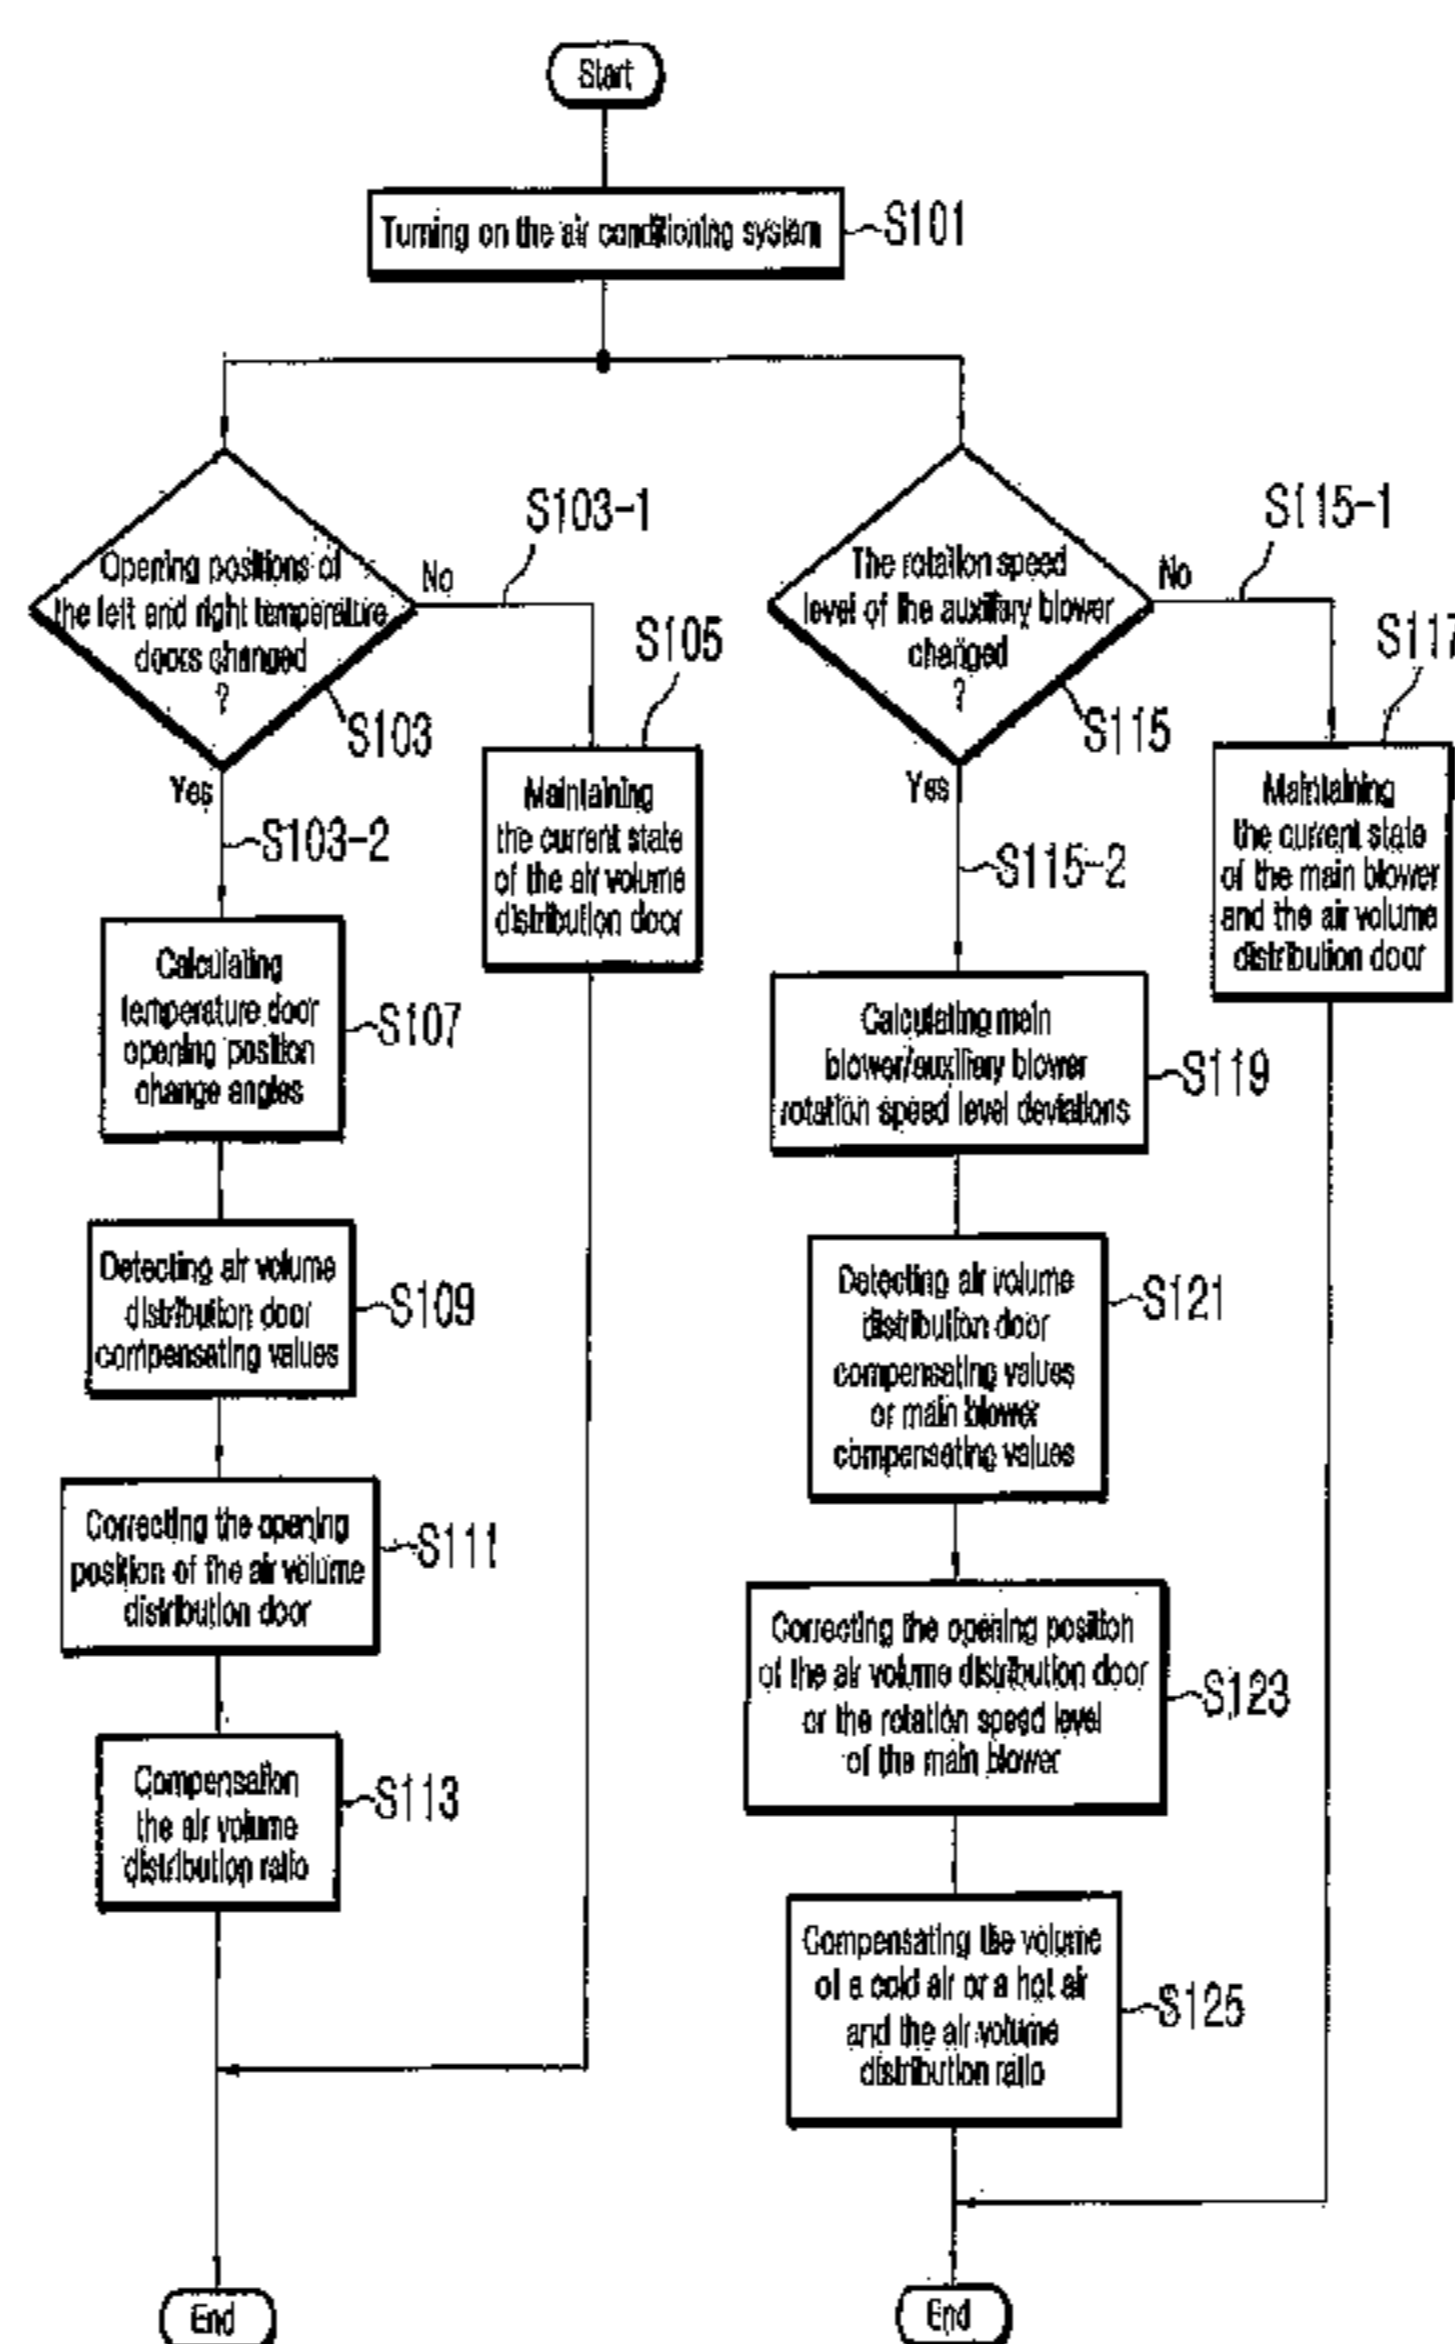 Start
Turning on the air conditioning system
S101
Opening positions of
the left and right temperature
doors changed
?
S103
No
S103-1
S105
Maintaining
the current state
of the air volume
distribution door
Yes
S103-2
Calculating
temperature door
opening position
change angles
S107
Detecting air volume
distribution door
compensating values
S109
Correcting the opening
position of the air volume
distribution door
S111
Compensation
the air volume
distribution ratio
S113
End
The rotation speed
level of the auxiliary blower
changed
?
S115
No
S115-1
S117
Maintaining
the current state
of the main blower
and the air volume
distribution door
Yes
S115-2
Calculating main
blower/auxiliary blower
rotation speed level deviations
S119
Detecting air volume
distribution door
compensating values
or main blower
compensating values
S121
Correcting the opening position
of the air volume distribution door
or the rotation speed level
of the main blower
S123
Compensating the volume
of a cold air or a hot air
and the air volume
distribution ratio
S125
End